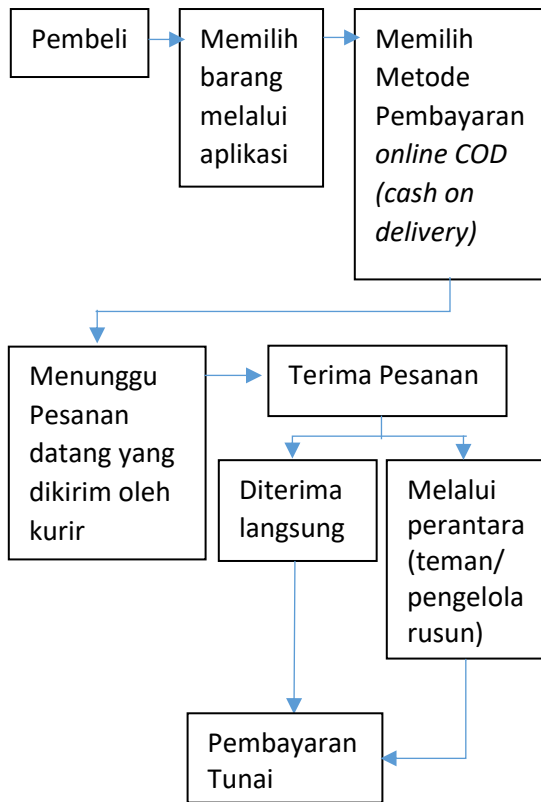 Pembeli
Memilih
barang
melalui
aplikasi
Memilih
Metode
Pembayaran
online COD
(cash on
delivery)
Menunggu
Pesanan
datang yang
dikirim oleh
kurir
Terima Pesanan
Diterima
langsung
Melalui
perantara
(teman/
pengelola
rusun)
Pembayaran
Tunai